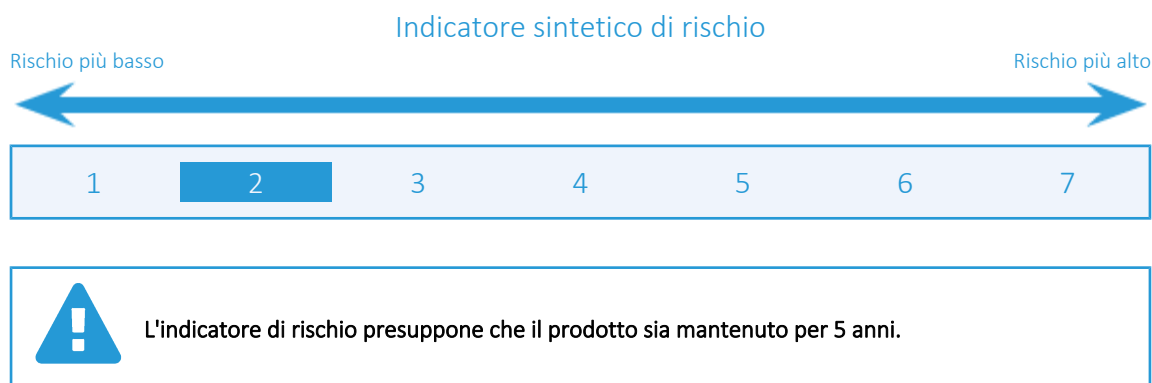 Indicatore sintetico di rischio
Rischio più basso Rischio più alto
1 2 3 4 5 6 7
L'indicatore di rischio presuppone che il prodotto sia mantenuto per 5 anni.